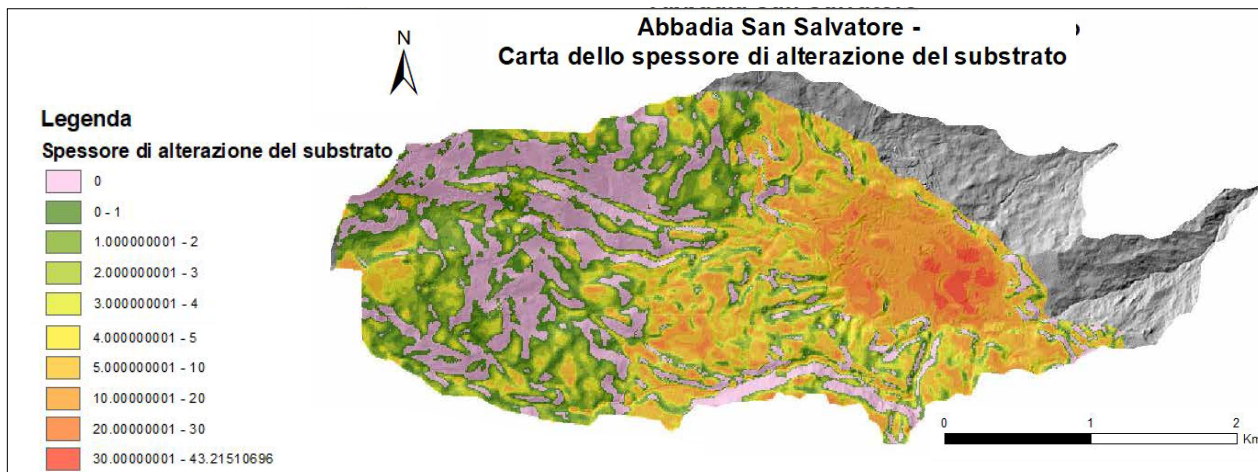 Abbadia San Salvatore -
Carta dello spessore di alterazione del substrato
N
Legenda
Spessore di alterazione del substrato
0
0 - 1
1.000000001 - 2
2.000000001 - 3
3.000000001 - 4
4.000000001 - 5
5.000000001 - 10
10.00000001 - 20
20.00000001 - 30
30.00000001 - 43.21510696
0 1 2
Km